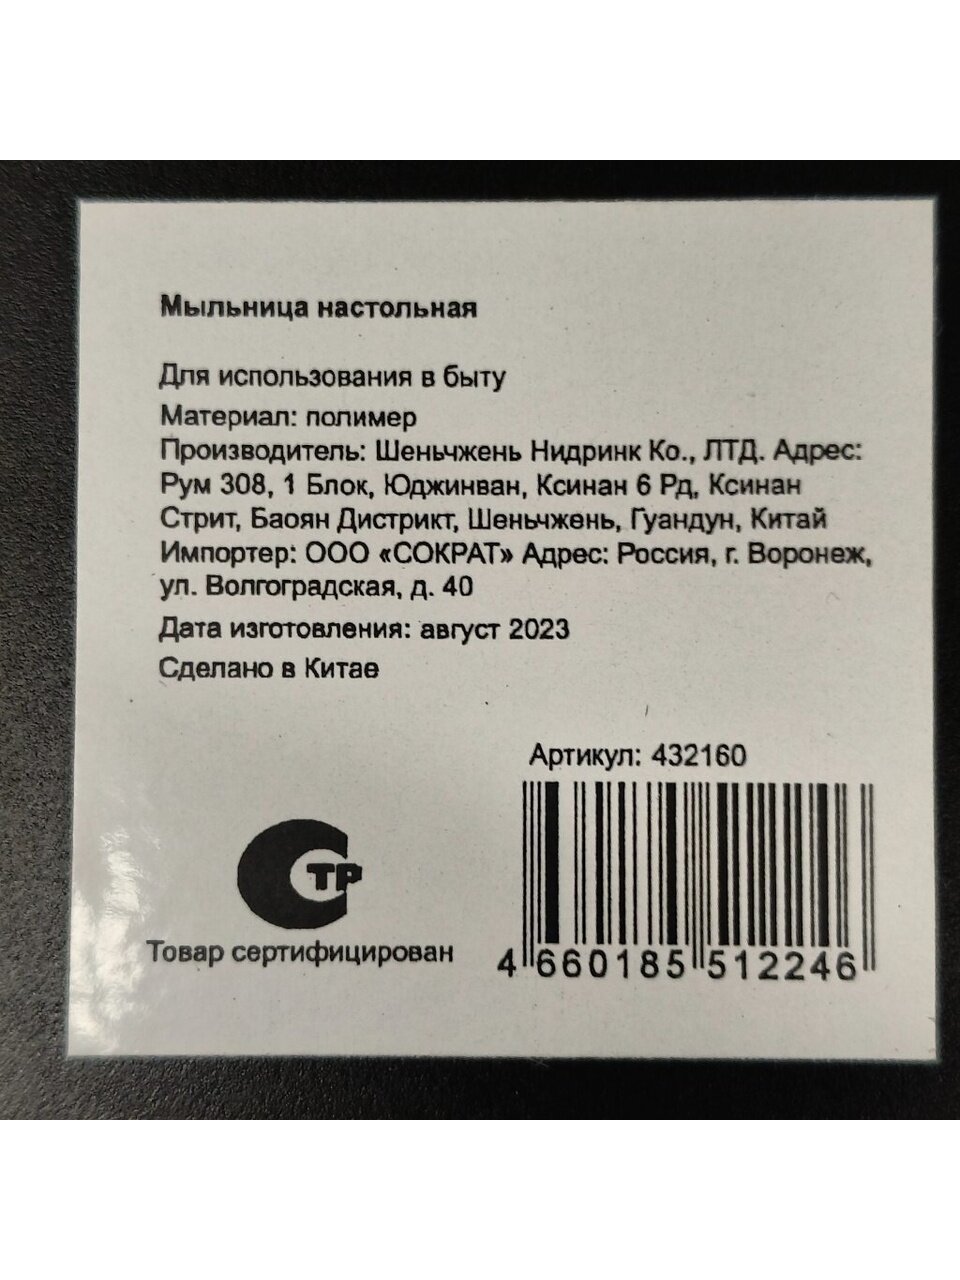 Мыльница настольная
Для использования в быту
Материал: полимер
Производитель: Шеньчжень Нидринк Ко., ЛТД. Адрес:
Рум 308, 1 Блок, Юджинван, Ксинан 6 Рд, Ксинан
Стрит, Баоян Дистрикт, Шеньчжень, Гуандун, Китай
Импортер: ООО «СОКРАТ» Адрес: Россия, г. Воронеж,
ул. Волгоградская, д. 40
Дата изготовления: август 2023
Сделано в Китае
Артикул: 432160
СТР
Товар сертифицирован
4 660185 512246